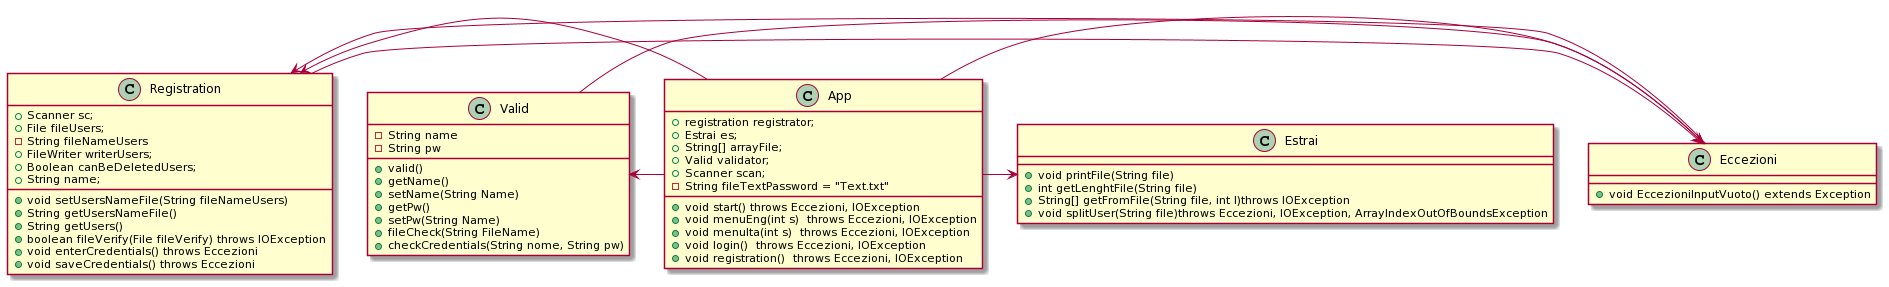 C Registration
Scanner sc;
File fileUsers;
String fileNameUsers
FileWriter writerUsers;
Boolean canBeDeletedUsers;
String name;
void setUsersNameFile(String fileNameUsers)
String getUsersNameFile()
String getUsers()
boolean fileVerify(File fileVerify) throws IOException
void enterCredentials() throws Eccezioni
void saveCredentials() throws Eccezioni
C Valid
String name
String pw
valid()
getName()
setName(String Name)
getPw()
setPw(String Name)
fileCheck(String FileName)
checkCredentials(String nome, String pw)
C App
registration registrator;
Estrai es;
String[] arrayFile;
Valid validator;
Scanner scan;
String fileTextPassword = "Text.txt"
void start() throws Eccezioni, IOException
void menuEng(int s)  throws Eccezioni, IOException
void menuIta(int s)  throws Eccezioni, IOException
void login()  throws Eccezioni, IOException
void registration()  throws Eccezioni, IOException
C Estrai
void printFile(String file)
int getLenghtFile(String file)
String[] getFromFile(String file, int l)throws IOException
void splitUser(String file)throws Eccezioni, IOException, ArrayIndexOutOfBoundsException
C Eccezioni
void EccezioniInputVuoto() extends Exception